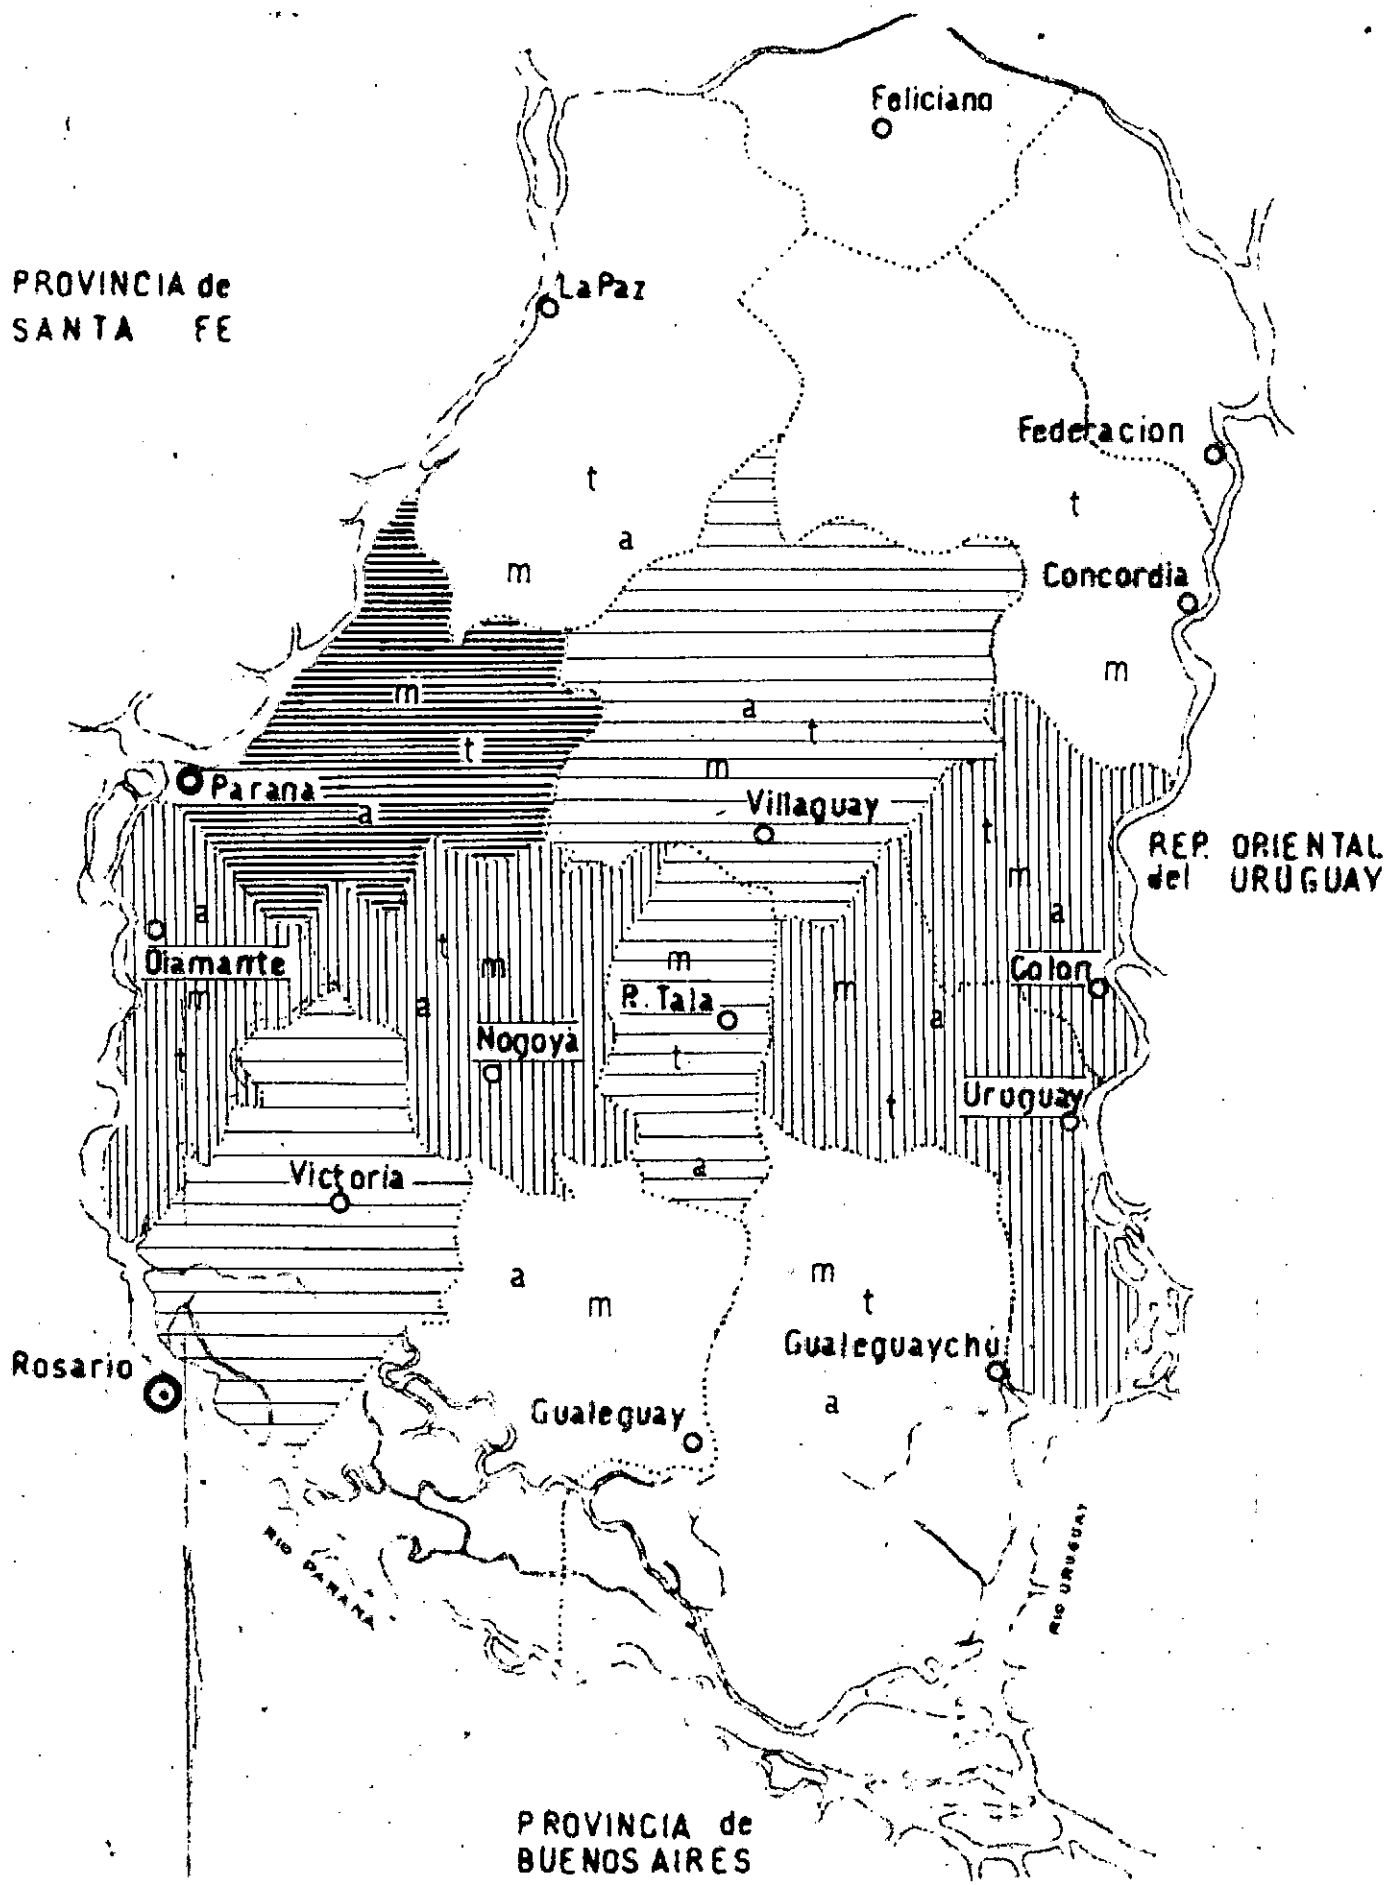 Feliciano
PROVINCIA de
SANTA FE
La Paz
Federacion
t
t
a
m
Concordia
m
m
a
t
t
m
Parana
a
Villaguay
t
REP. ORIENTAL
del URUGUAY
m
a
a
t
Diamante
m
m
m
Colon
m
R. Tala
a
a
Nogoya
t
t
Uruguay
t
a
Victoria
a
m
m
t
Gualeguaychu
Rosario
a
Gualeguay
RIO PARANA
RIO URUGUAY
PROVINCIA de
BUENOS AIRES